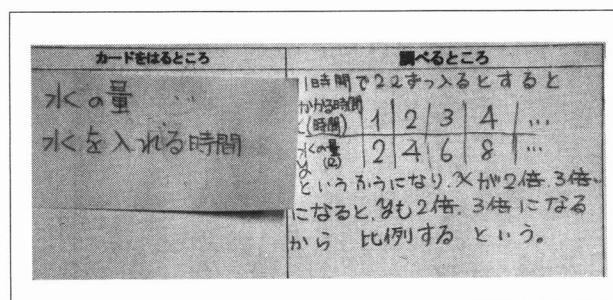 カードをはるところ
水の量 …
水を入れる時間
調べるところ
1時間で2ℓずつ入るとすると
かかる時間
x(時間) 1 2 3 4 …
水の量
y (ℓ) 2 4 6 8 …
というふうになり、xが2倍、3倍、
になると、yも2倍、3倍になる
から 比例する という。